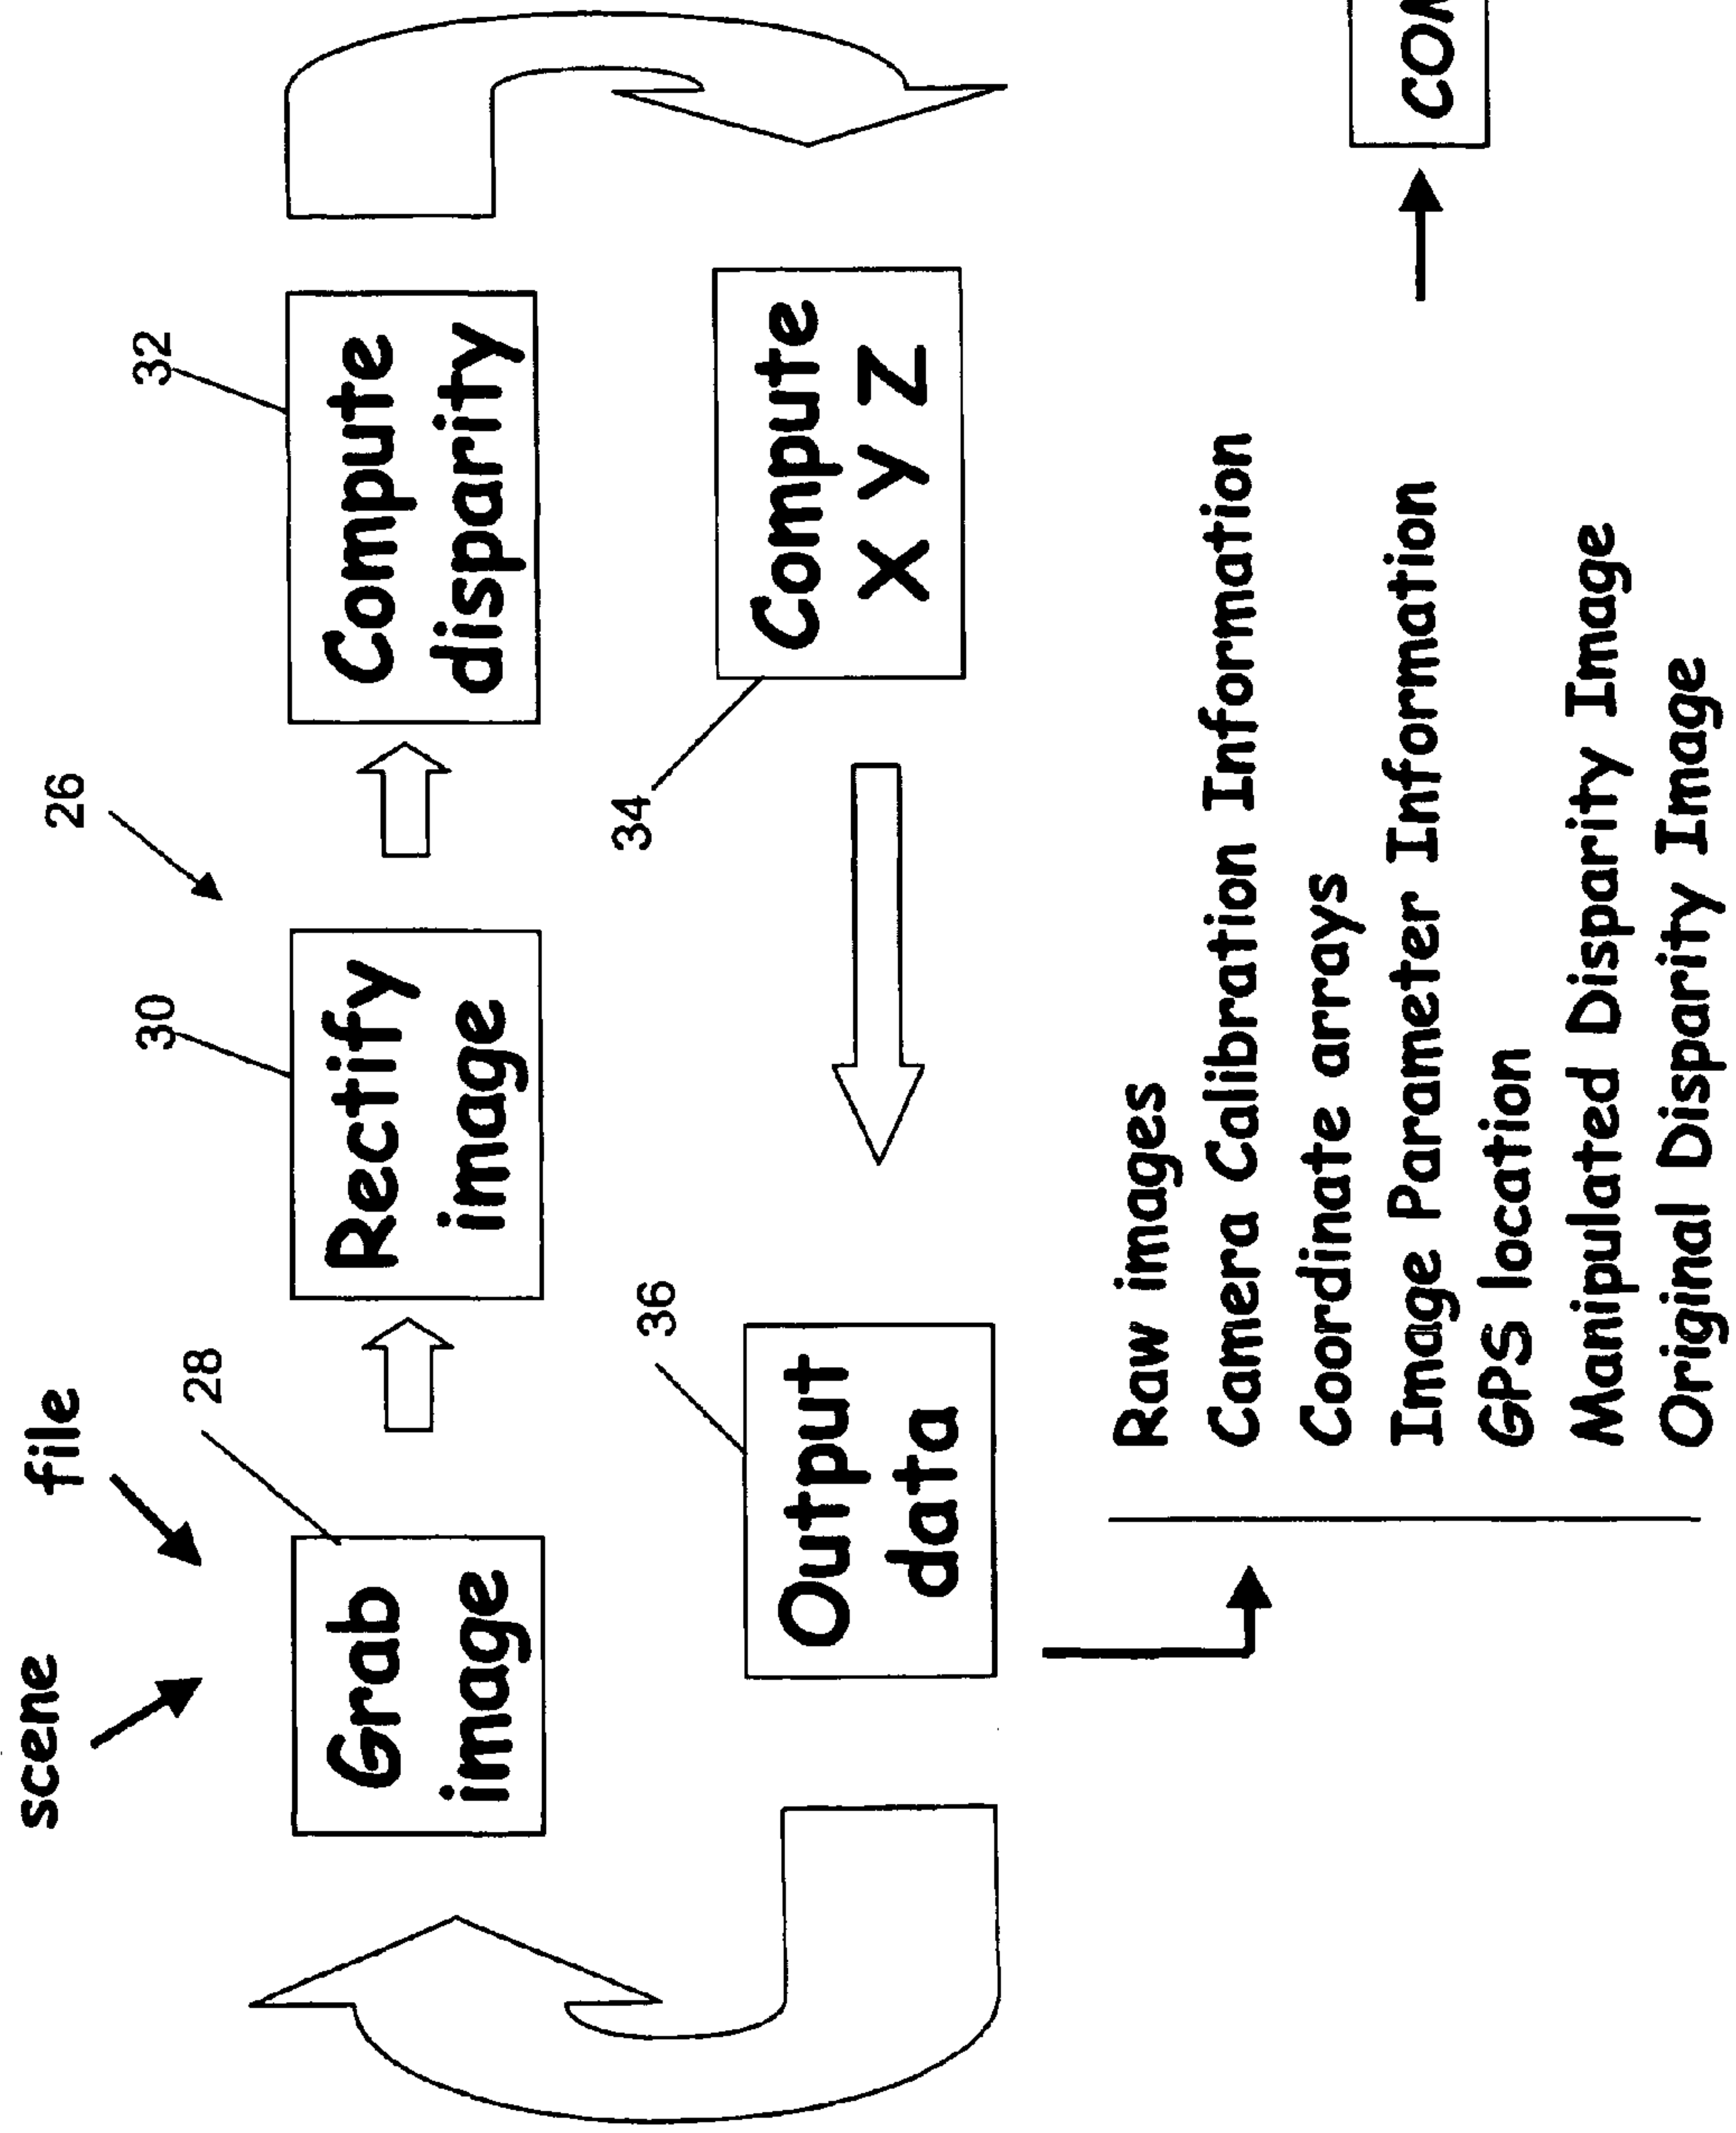 scene
file
26
28
30
32
Grab
image
Rectify
image
Compute
disparity
36
34
Output
data
Compute
X Y Z
Raw images
Camera Calibration Information
Coordinate arrays
Image Parameter Information
GPS location
Manipulated Disparity Image
Original Disparity Image